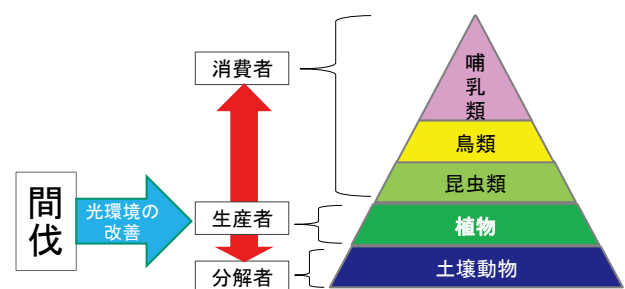 消費者
哺
乳
類
鳥類
昆虫類
間
伐
光環境の
改善
生産者
植物
分解者
土壌動物